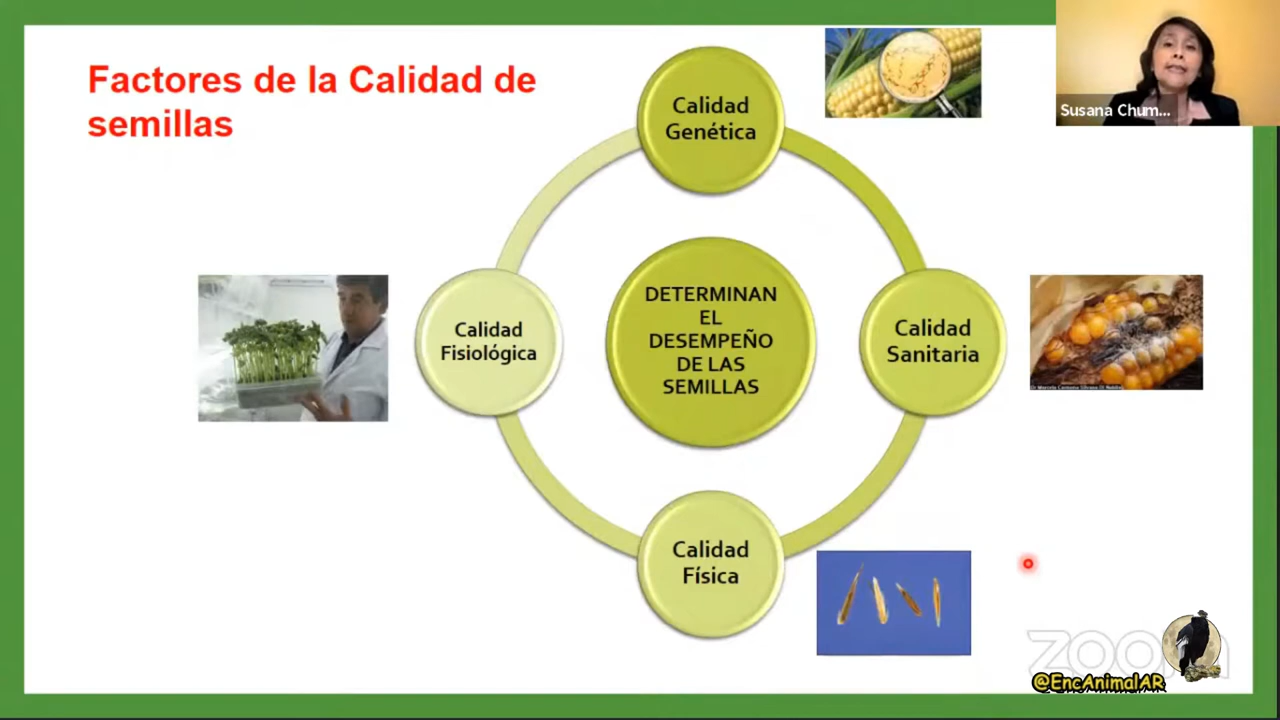 Factores de la Calidad de
semillas
Susana Chum...
Calidad
Genética
DETERMINAN
EL
DESEMPEÑO
DE LAS
SEMILLAS
Calidad
Fisiológica
Calidad
Sanitaria
Calidad
Física
zoom
@EncAnimalAR